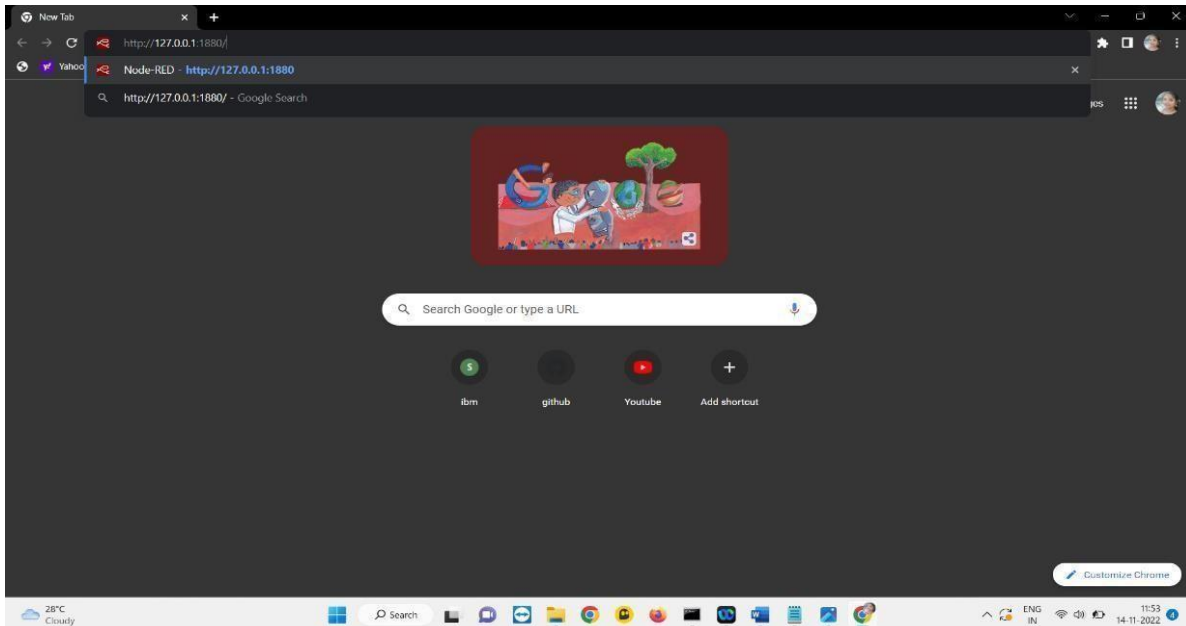 New Tab
http://127.0.0.1:1880/
Yahoo
Node-RED - http://127.0.0.1:1880
http://127.0.0.1:1880/ - Google Search
Google
Search Google or type a URL
S
ibm
github
Youtube
Add shortcut
Customize Chrome
28°C
Cloudy
Search
ENG
IN
11:53
14-11-2022
4